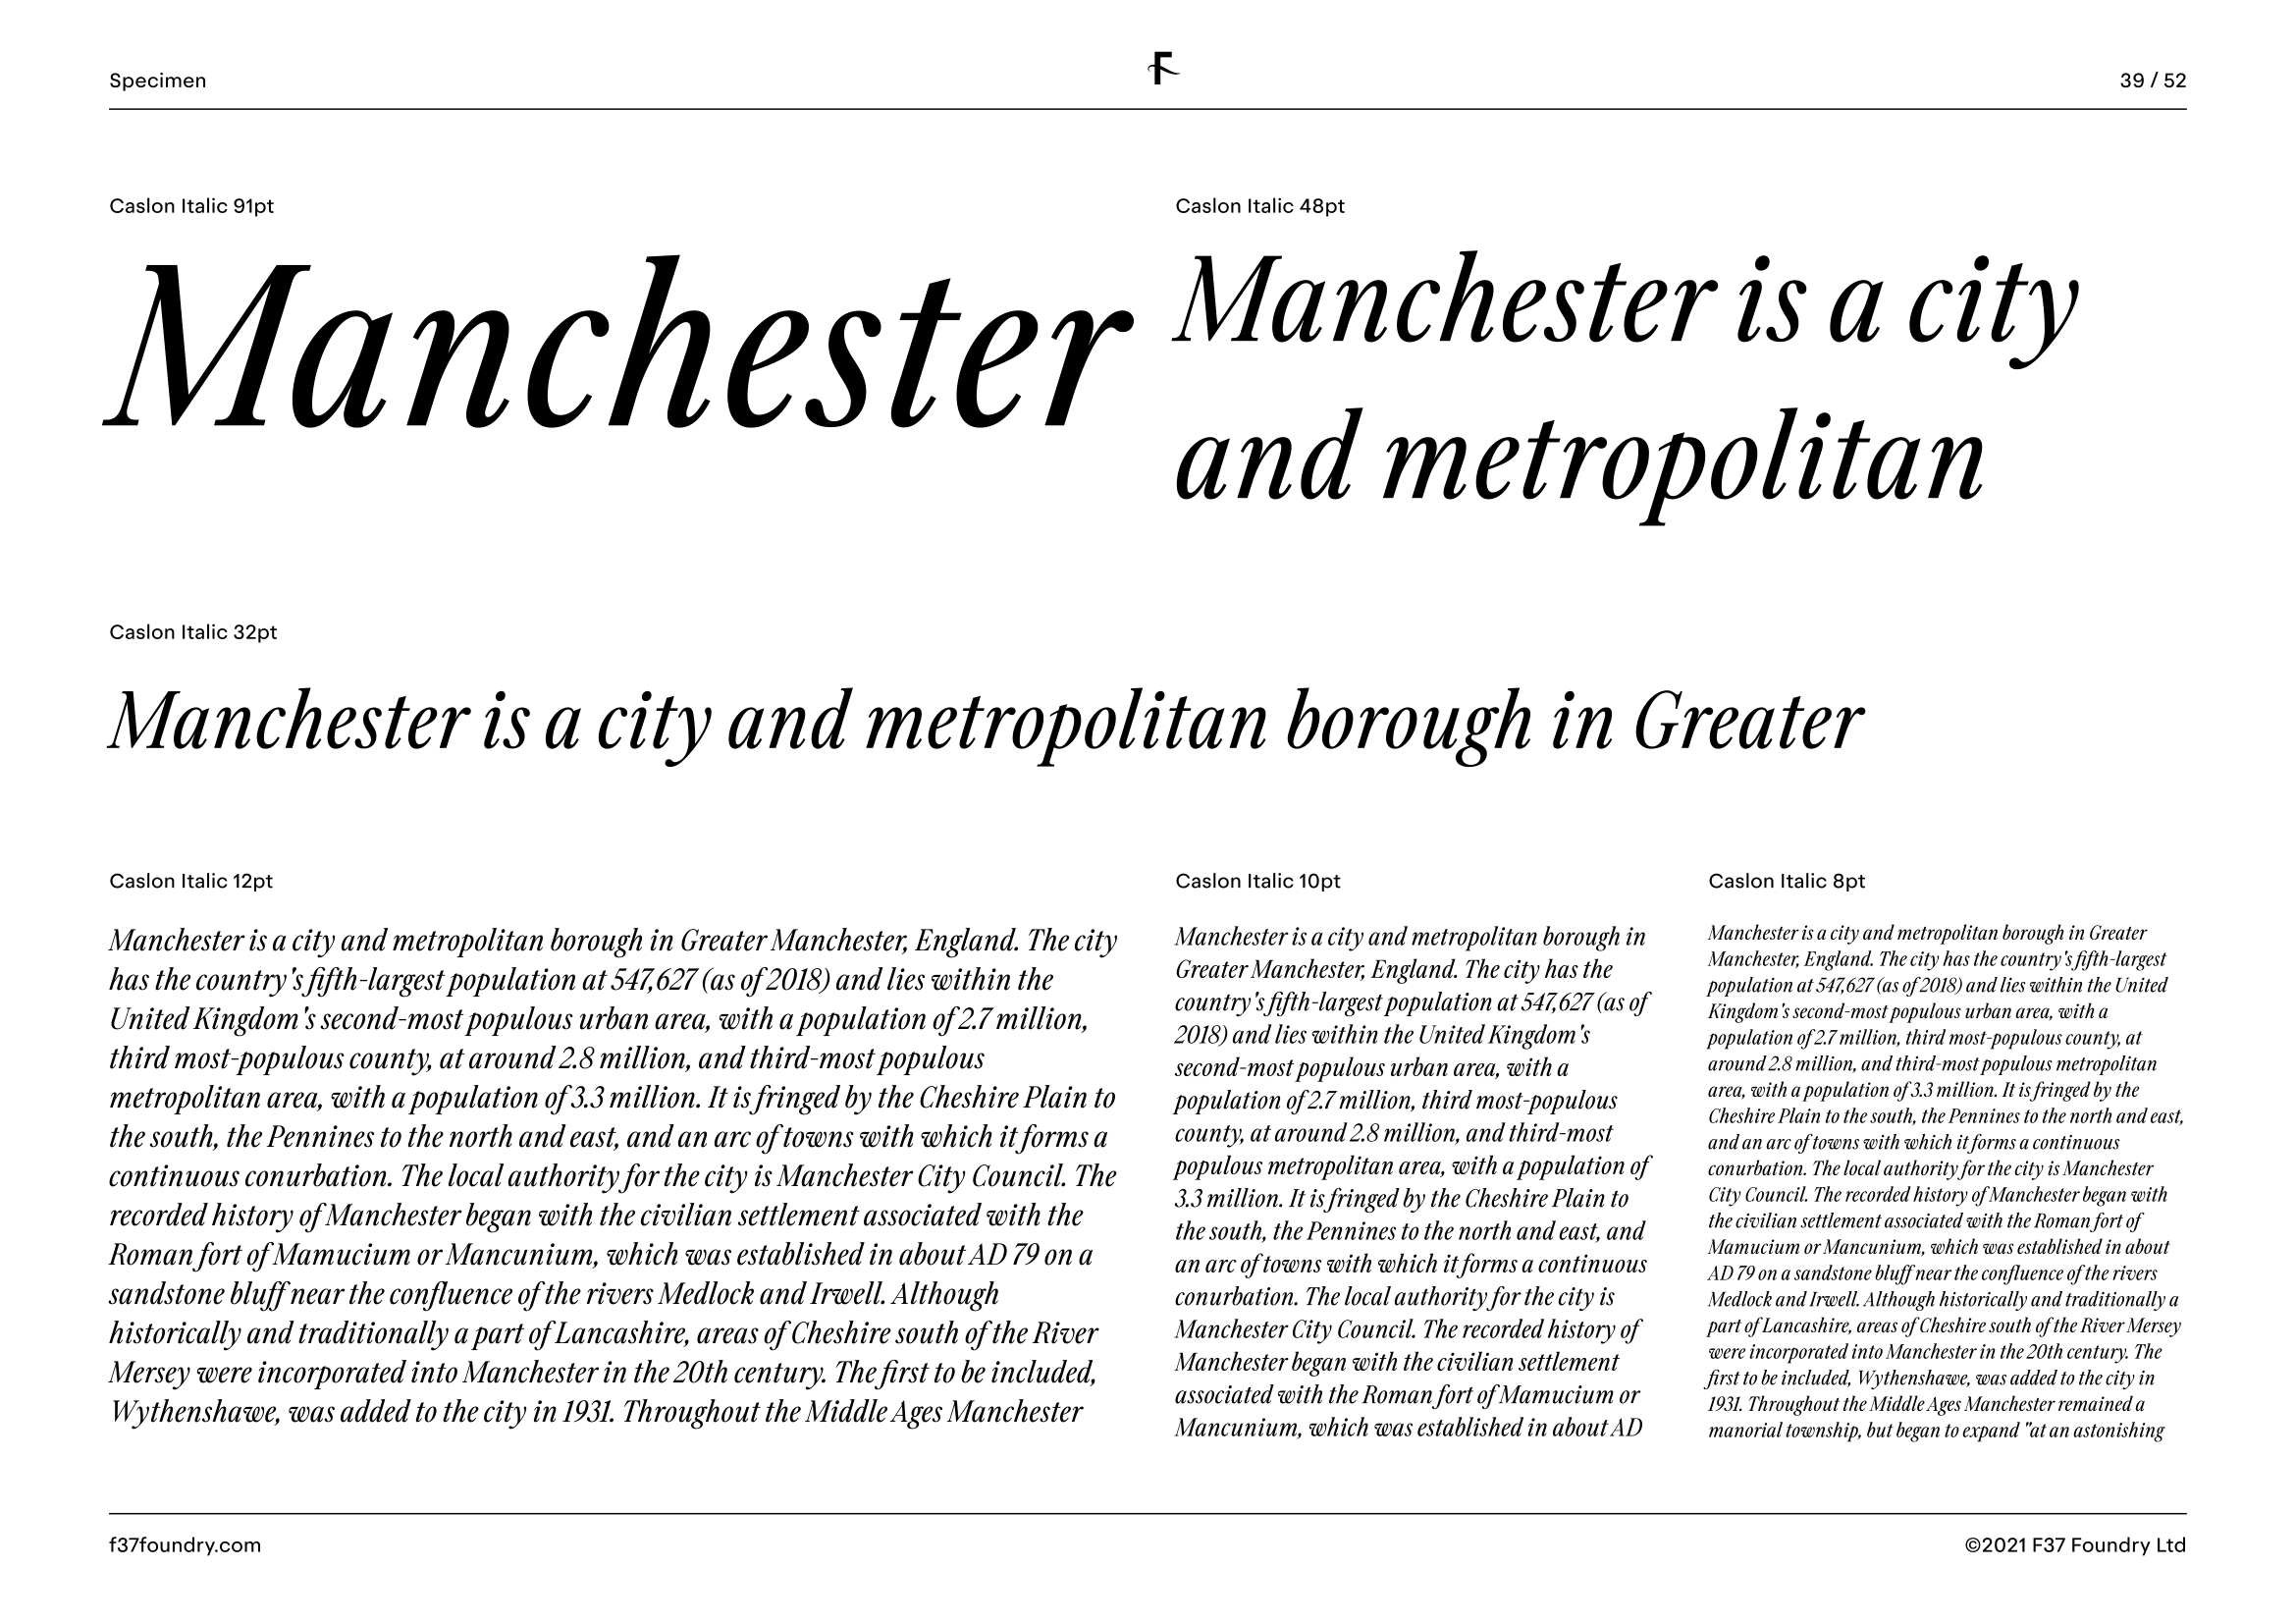 Specimen
F
39 / 52
Caslon Italic 91pt
Manchester
Caslon Italic 48pt
Manchester is a city
and metropolitan
Caslon Italic 32pt
Manchester is a city and metropolitan borough in Greater
Caslon Italic 12pt
Manchester is a city and metropolitan borough in Greater Manchester, England. The city
has the country's fifth-largest population at 547,627 (as of 2018) and lies within the
United Kingdom's second-most populous urban area, with a population of 2.7 million,
third most-populous county, at around 2.8 million, and third-most populous
metropolitan area, with a population of 3.3 million. It is fringed by the Cheshire Plain to
the south, the Pennines to the north and east, and an arc of towns with which it forms a
continuous conurbation. The local authority for the city is Manchester City Council. The
recorded history of Manchester began with the civilian settlement associated with the
Roman fort of Mamucium or Mancunium, which was established in about AD 79 on a
sandstone bluff near the confluence of the rivers Medlock and Irwell. Although
historically and traditionally a part of Lancashire, areas of Cheshire south of the River
Mersey were incorporated into Manchester in the 20th century. The first to be included,
Wythenshawe, was added to the city in 1931. Throughout the Middle Ages Manchester
Caslon Italic 10pt
Manchester is a city and metropolitan borough in
Greater Manchester, England. The city has the
country's fifth-largest population at 547,627 (as of
2018) and lies within the United Kingdom's
second-most populous urban area, with a
population of 2.7 million, third most-populous
county, at around 2.8 million, and third-most
populous metropolitan area, with a population of
3.3 million. It is fringed by the Cheshire Plain to
the south, the Pennines to the north and east, and
an arc of towns with which it forms a continuous
conurbation. The local authority for the city is
Manchester City Council. The recorded history of
Manchester began with the civilian settlement
associated with the Roman fort of Mamucium or
Mancunium, which was established in about AD
Caslon Italic 8pt
Manchester is a city and metropolitan borough in Greater
Manchester, England. The city has the country's fifth-largest
population at 547,627 (as of 2018) and lies within the United
Kingdom's second-most populous urban area, with a
population of 2.7 million, third most-populous county, at
around 2.8 million, and third-most populous metropolitan
area, with a population of 3.3 million. It is fringed by the
Cheshire Plain to the south, the Pennines to the north and east,
and an arc of towns with which it forms a continuous
conurbation. The local authority for the city is Manchester
City Council. The recorded history of Manchester began with
the civilian settlement associated with the Roman fort of
Mamucium or Mancunium, which was established in about
AD 79 on a sandstone bluff near the confluence of the rivers
Medlock and Irwell. Although historically and traditionally a
part of Lancashire, areas of Cheshire south of the River Mersey
were incorporated into Manchester in the 20th century. The
first to be included, Wythenshawe, was added to the city in
1931. Throughout the Middle Ages Manchester remained a
manorial township, but began to expand "at an astonishing
f37foundry.com
©2021 F37 Foundry Ltd